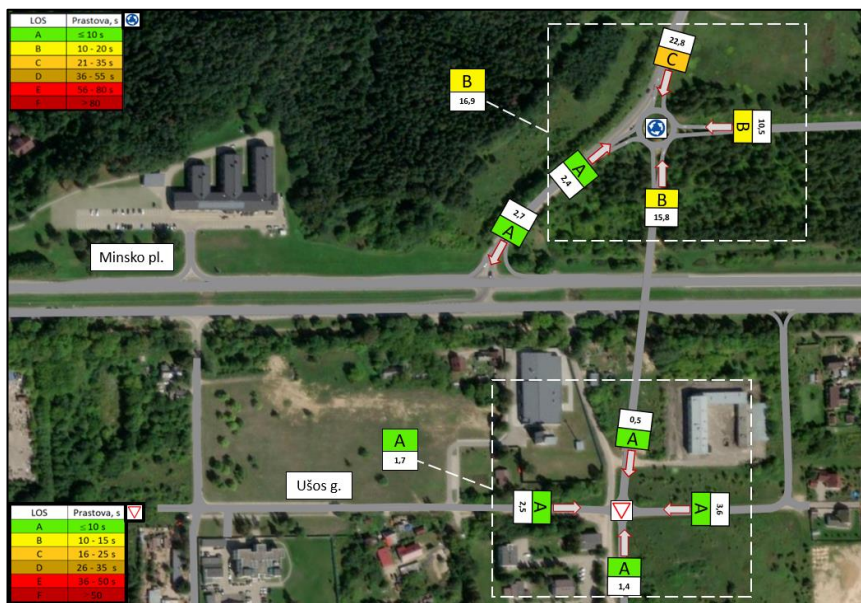 LOS Prastova, s
A ≤ 10 s
B 10 - 20 s
C 21 - 35 s
D 36 - 55 s
E 56 - 80 s
F > 80
22,8
C
B
16,9
B
10,5
A
2,4
B
15,8
2,7
A
Minsko pl.
0,5
A
A
1,7
Ušos g.
2,5
A
A
3,6
A
1,4
LOS Prastova, s
A ≤ 10 s
B 10 - 15 s
C 16 - 25 s
D 26 - 35 s
E 36 - 50 s
F > 50